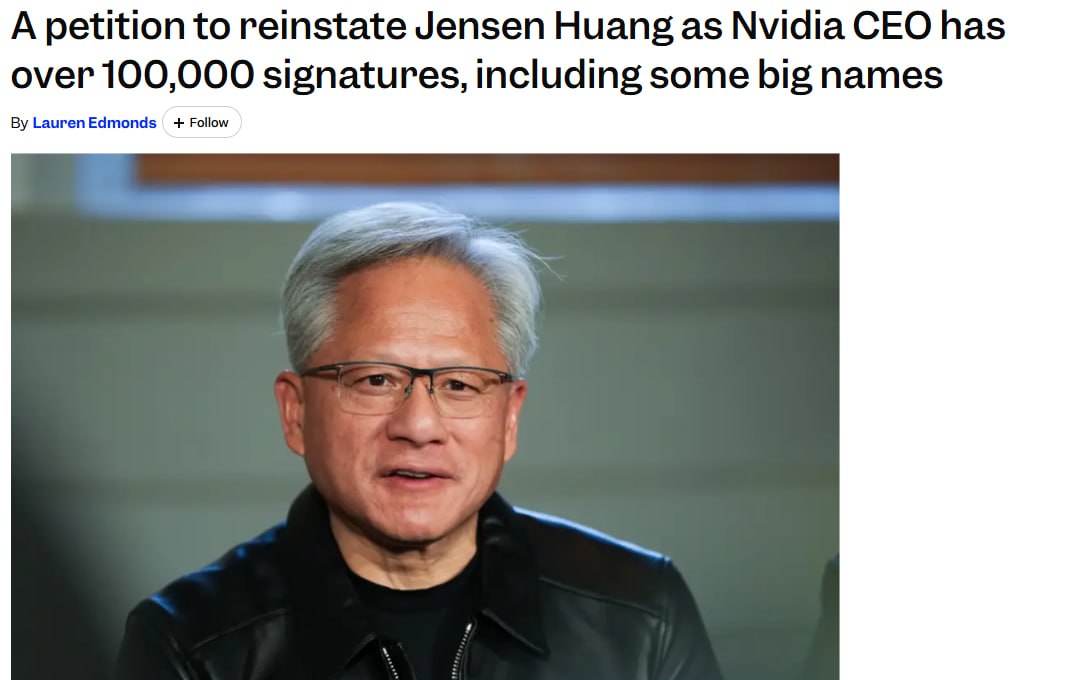 A petition to reinstate Jensen Huang as Nvidia CEO has
over 100,000 signatures, including some big names
By Lauren Edmonds + Follow